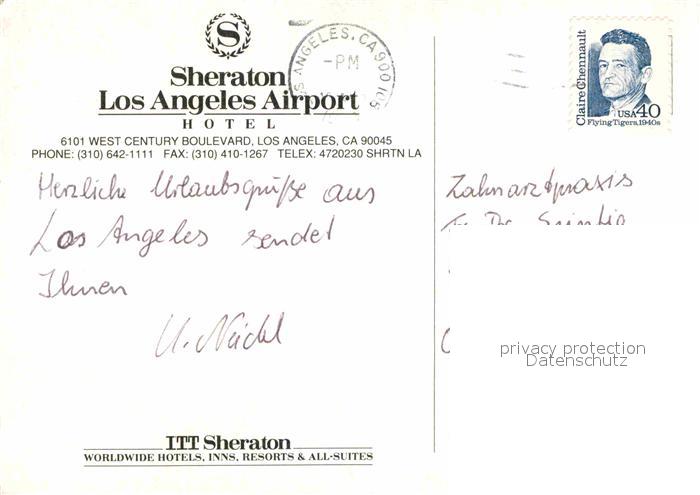 S
Sheraton
Los Angeles Airport
HOTEL
6101 WEST CENTURY BOULEVARD, LOS ANGELES, CA 90045
PHONE: (310) 642-1111 FAX: (310) 410-1267 TELEX: 4720230 SHRTN LA
Herzliche Urlaubsgrüße aus
Los Angeles sendet
Ihnen
ITT Sheraton
WORLDWIDE HOTELS, INNS, RESORTS & ALL-SUITES
ANGELES, CA 900
-PM
Claire Chennault
USA 40
Flying Tigers, 1940s
Zahnarztpraxis
privacy protection
Datenschutz